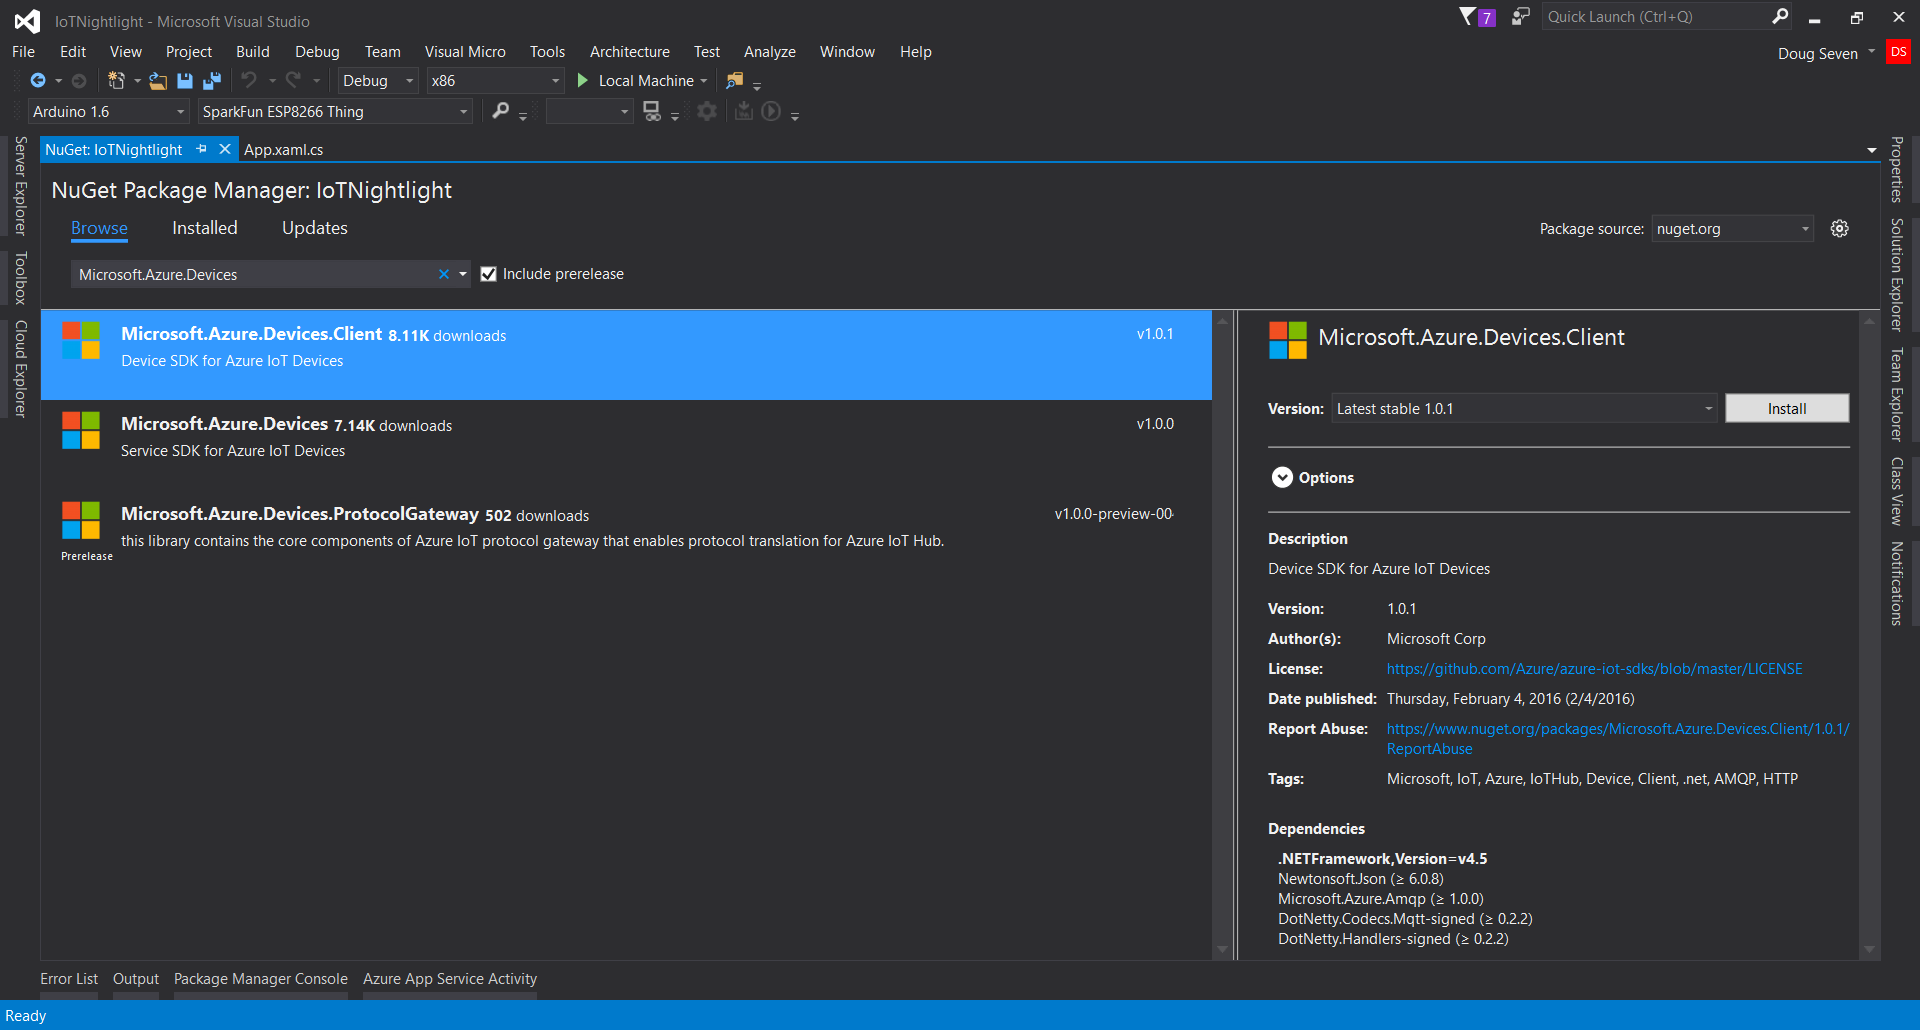 IoTNightlight - Microsoft Visual Studio
7
Quick Launch (Ctrl+Q)
File Edit View Project Build Debug Team Visual Micro Tools Architecture Test Analyze Window Help
Doug Seven
DS
Debug x86 Local Machine
Arduino 1.6 SparkFun ESP8266 Thing
Server Explorer
Toolbox
Cloud Explorer
NuGet: IoTNightlight App.xaml.cs
NuGet Package Manager: IoTNightlight
Browse Installed Updates
Package source: nuget.org
Microsoft.Azure.Devices
Include prerelease
Microsoft.Azure.Devices.Client 8.11K downloads v1.0.1
Device SDK for Azure IoT Devices
Microsoft.Azure.Devices 7.14K downloads v1.0.0
Service SDK for Azure IoT Devices
Microsoft.Azure.Devices.ProtocolGateway 502 downloads v1.0.0-preview-00
this library contains the core components of Azure IoT protocol gateway that enables protocol translation for Azure IoT Hub.
Prerelease
Microsoft.Azure.Devices.Client
Version: Latest stable 1.0.1 Install
Options
Description
Device SDK for Azure IoT Devices
Version: 1.0.1
Author(s): Microsoft Corp
License: https://github.com/Azure/azure-iot-sdks/blob/master/LICENSE
Date published: Thursday, February 4, 2016 (2/4/2016)
Report Abuse: https://www.nuget.org/packages/Microsoft.Azure.Devices.Client/1.0.1/
ReportAbuse
Tags: Microsoft, IoT, Azure, IoTHub, Device, Client, .net, AMQP, HTTP
Dependencies
.NETFramework,Version=v4.5
Newtonsoft.Json (≥ 6.0.8)
Microsoft.Azure.Amqp (≥ 1.0.0)
DotNetty.Codecs.Mqtt-signed (≥ 0.2.2)
DotNetty.Handlers-signed (≥ 0.2.2)
Properties
Solution Explorer
Team Explorer
Class View
Notifications
Error List Output Package Manager Console Azure App Service Activity
Ready